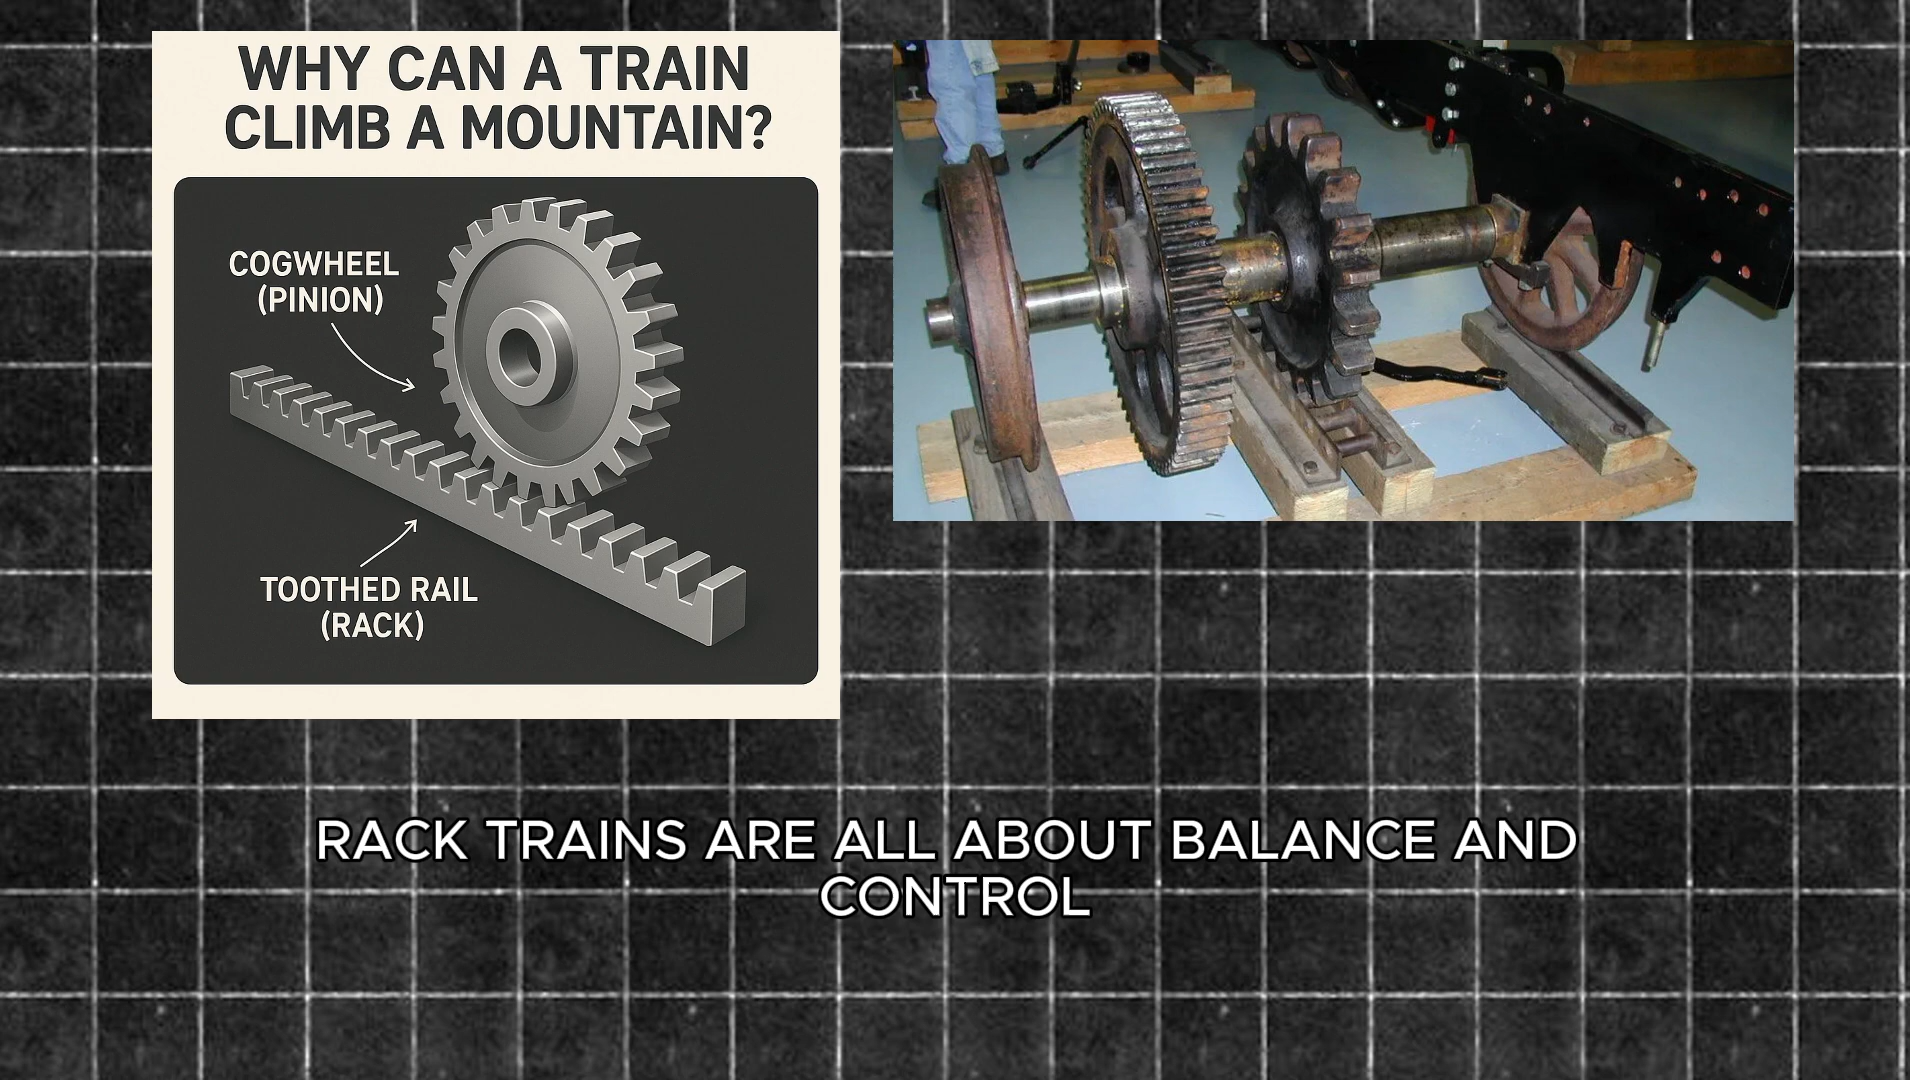 WHY CAN A TRAIN
CLIMB A MOUNTAIN?
COGWHEEL
(PINION)
TOOTHED RAIL
(RACK)
RACK TRAINS ARE ALL ABOUT BALANCE AND
CONTROL